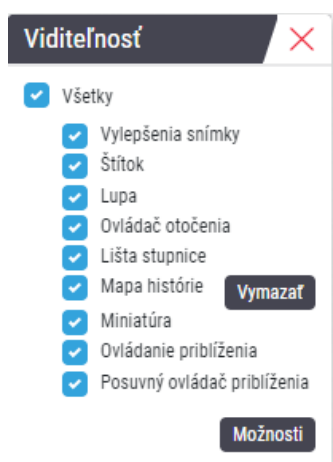 Viditeľnosť
Všetky
Vylepšenia snímky
Štítok
Lupa
Ovládač otočenia
Lišta stupnice
Mapa histórie Vymazať
Miniatúra
Ovládanie priblíženia
Posuvný ovládač priblíženia
Možnosti